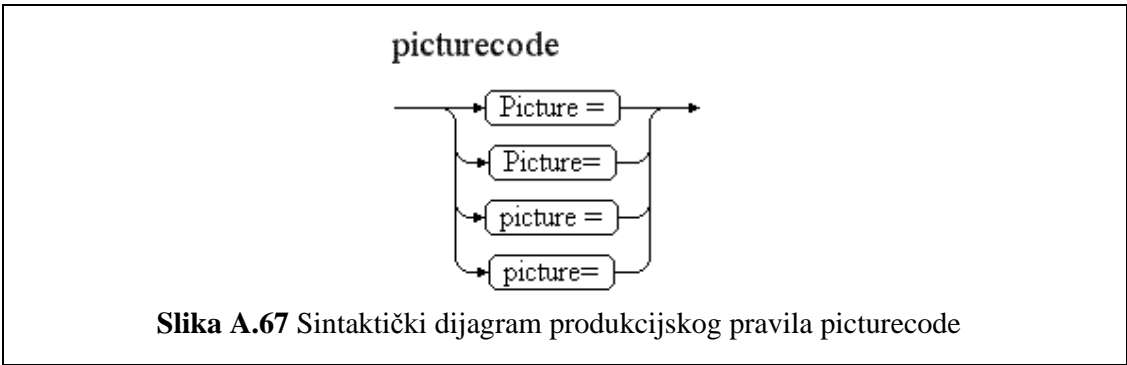 picturecode
Picture =
Picture=
picture =
picture=
Slika A.67 Sintaktički dijagram produkcijskog pravila picturecode